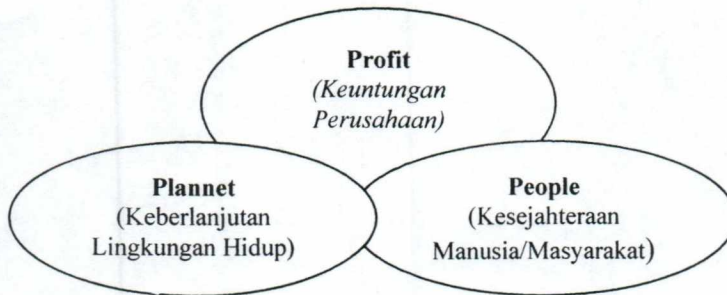 Profit
(Keuntungan
Perusahaan)
Plannet
(Keberlanjutan
Lingkungan Hidup)
People
(Kesejahteraan
Manusia/Masyarakat)